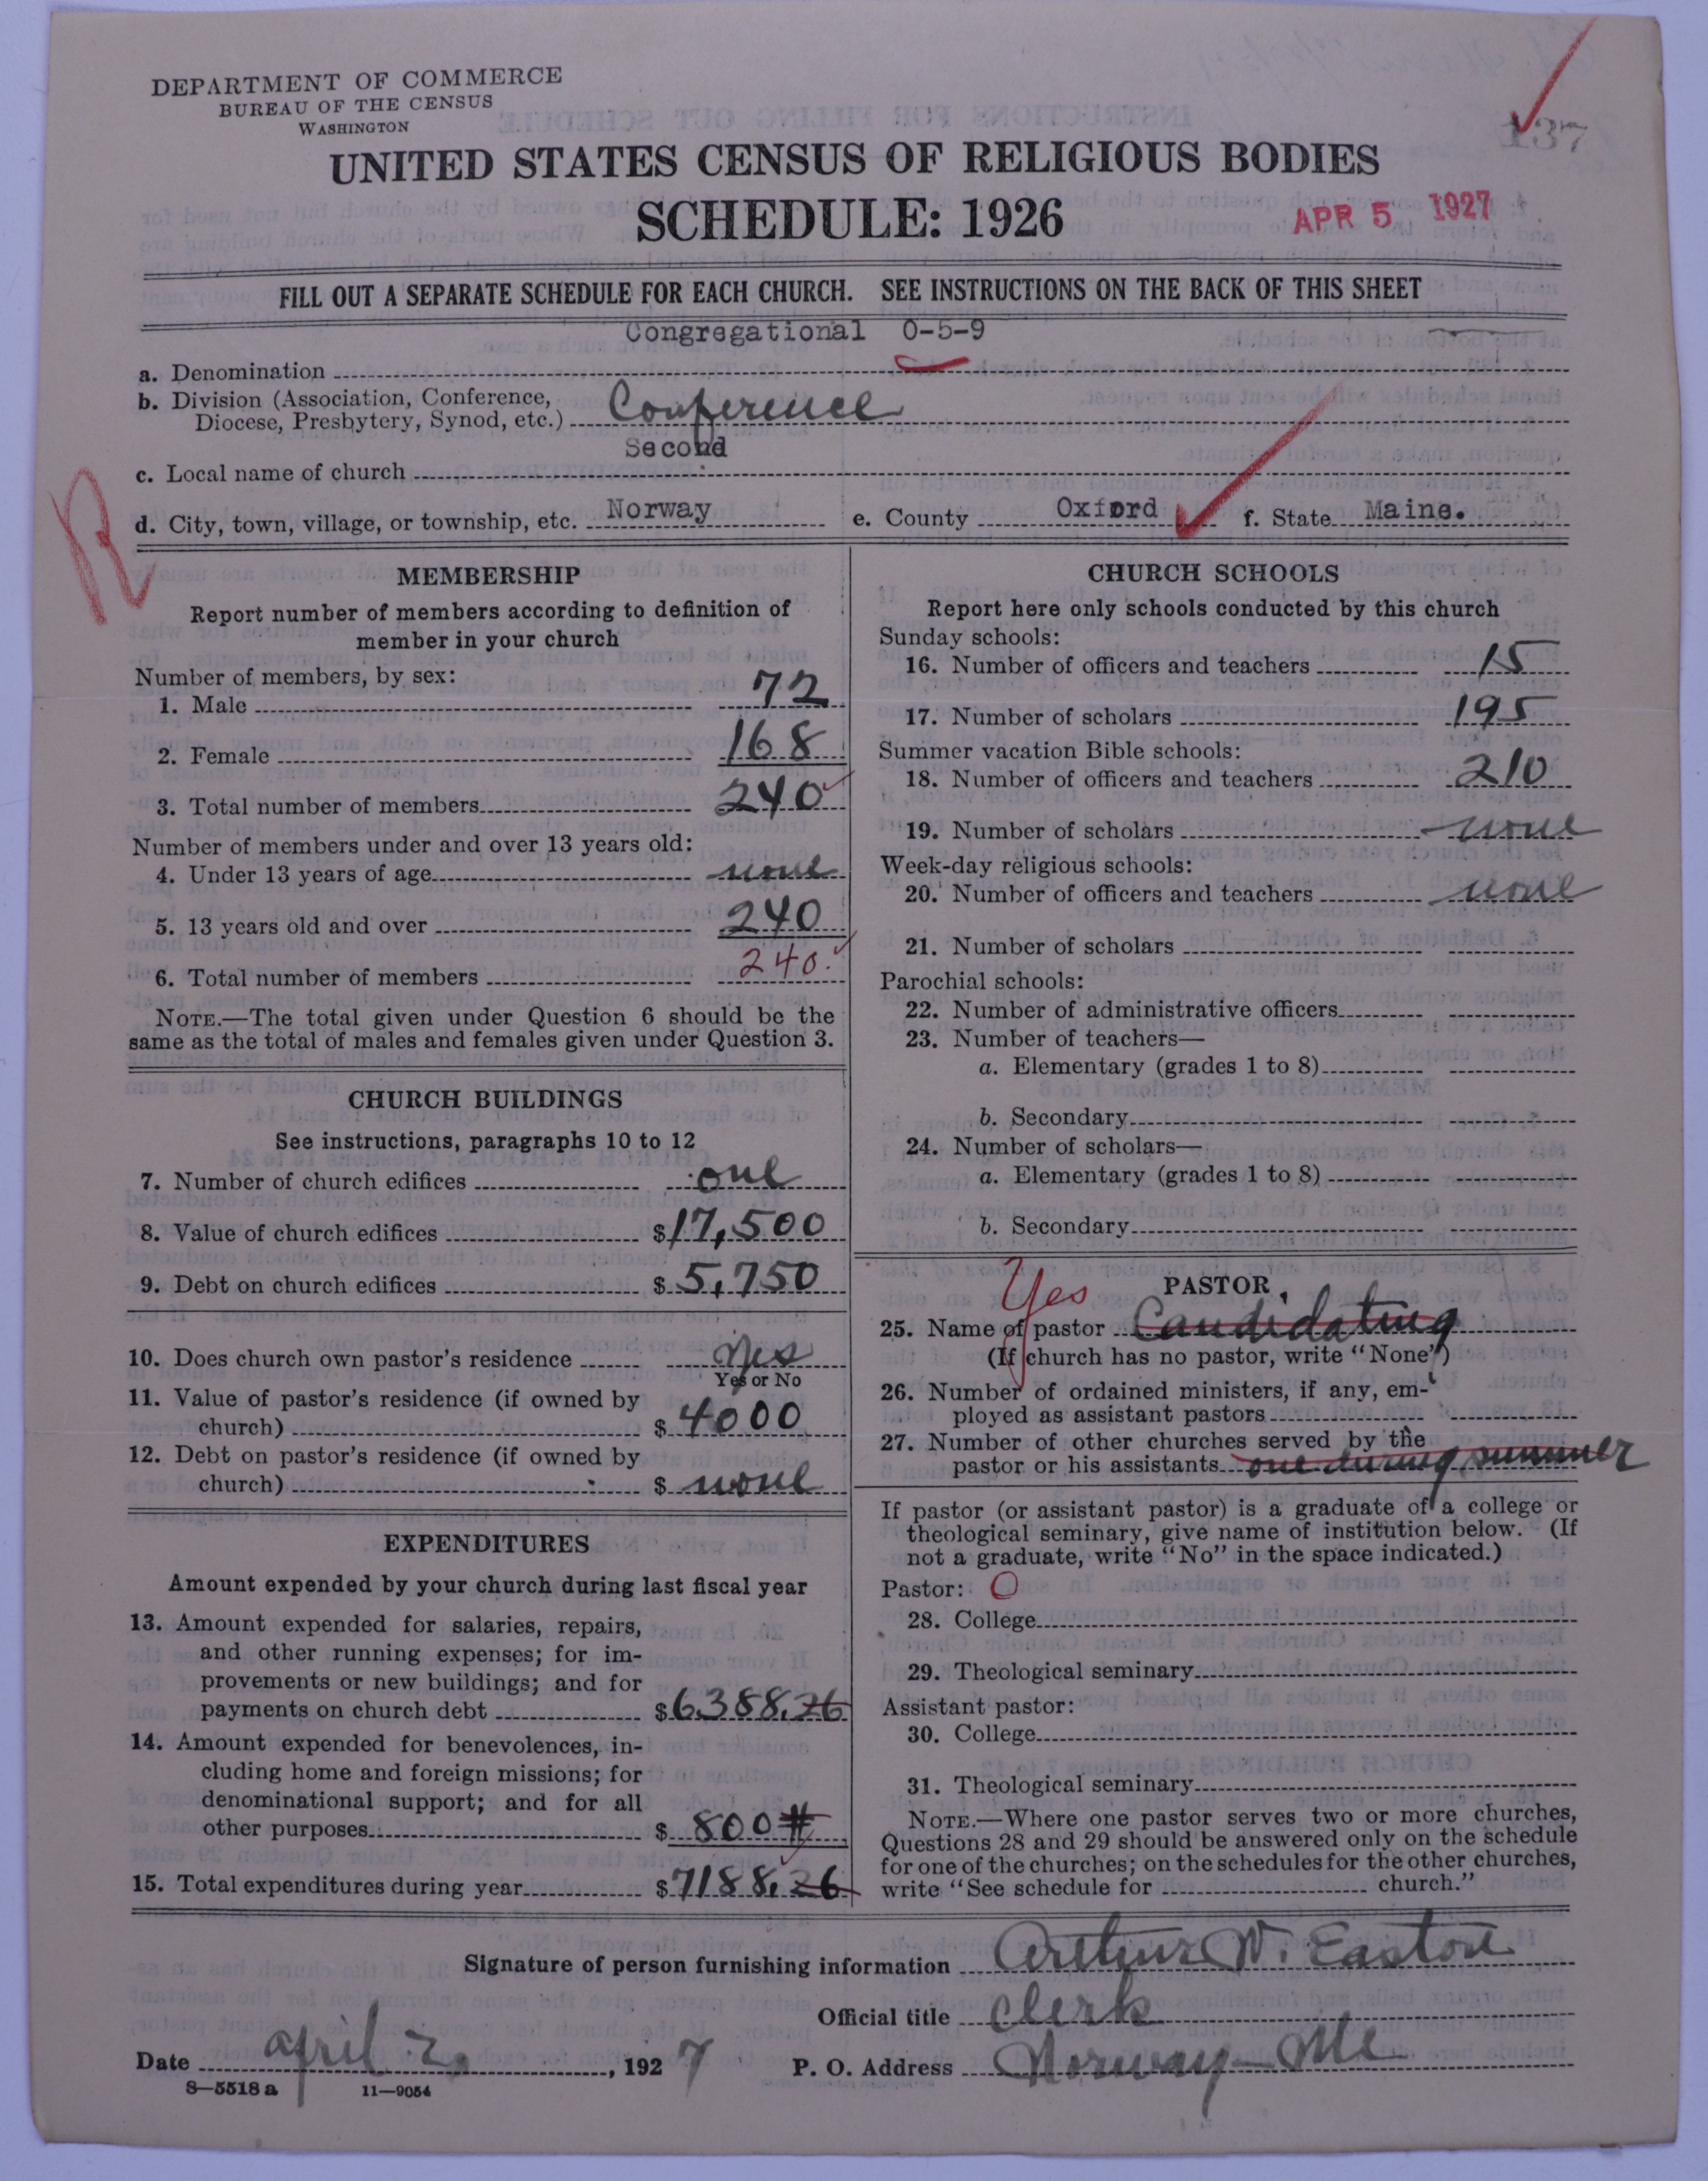 DEPARTMENT OF COMMERCE
BUREAU OF THE CENSUS
WASHINGTON
137
UNITED STATES CENSUS OF RELIGIOUS BODIES
SCHEDULE: 1926
APR 5 1927
FILL OUT A SEPARATE SCHEDULE FOR EACH CHURCH. SEE INSTRUCTIONS ON THE BACK OF THIS SHEET
Congregational 0-5-9
a. Denomination
b. Division (Association, Conference,
Diocese, Presbytery, Synod, etc.) Conference
Second
c. Local name of church
d. City, town, village, or township, etc. Norway e. County Oxford f. State Maine.
R
MEMBERSHIP
Report number of members according to definition of
member in your church
Number of members, by sex:
1. Male 72
2. Female 168
3. Total number of members 240
Number of members under and over 13 years old:
4. Under 13 years of age none
5. 13 years old and over 240
6. Total number of members 240.
NOTE.—The total given under Question 6 should be the
same as the total of males and females given under Question 3.
CHURCH BUILDINGS
See instructions, paragraphs 10 to 12
7. Number of church edifices one
8. Value of church edifices $17,500
9. Debt on church edifices $5,750
10. Does church own pastor's residence yes
Yes or No
11. Value of pastor's residence (if owned by
church) $4000
12. Debt on pastor's residence (if owned by
church) $ none
EXPENDITURES
Amount expended by your church during last fiscal year
13. Amount expended for salaries, repairs,
and other running expenses; for im-
provements or new buildings; and for
payments on church debt $6388.26
14. Amount expended for benevolences, in-
cluding home and foreign missions; for
denominational support; and for all
other purposes $800
15. Total expenditures during year $7188.26
CHURCH SCHOOLS
Report here only schools conducted by this church
Sunday schools:
16. Number of officers and teachers 15
17. Number of scholars 195
Summer vacation Bible schools:
18. Number of officers and teachers 210
19. Number of scholars none
Week-day religious schools:
20. Number of officers and teachers none
21. Number of scholars
Parochial schools:
22. Number of administrative officers
23. Number of teachers—
a. Elementary (grades 1 to 8)
b. Secondary
24. Number of scholars—
a. Elementary (grades 1 to 8)
b. Secondary
Yes
PASTOR
25. Name of pastor Candidating
(If church has no pastor, write "None")
26. Number of ordained ministers, if any, em-
ployed as assistant pastors
27. Number of other churches served by the
pastor or his assistants one during summer
If pastor (or assistant pastor) is a graduate of a college or
theological seminary, give name of institution below. (If
not a graduate, write "No" in the space indicated.)
Pastor: O
28. College
29. Theological seminary
Assistant pastor:
30. College
31. Theological seminary
NOTE.—Where one pastor serves two or more churches,
Questions 28 and 29 should be answered only on the schedule
for one of the churches; on the schedules for the other churches,
write "See schedule for church."
Signature of person furnishing information Arthur W. Easton
Official title Clerk
Date april 2, 1927 P. O. Address Norway - Me
8—5518 a 11—9054